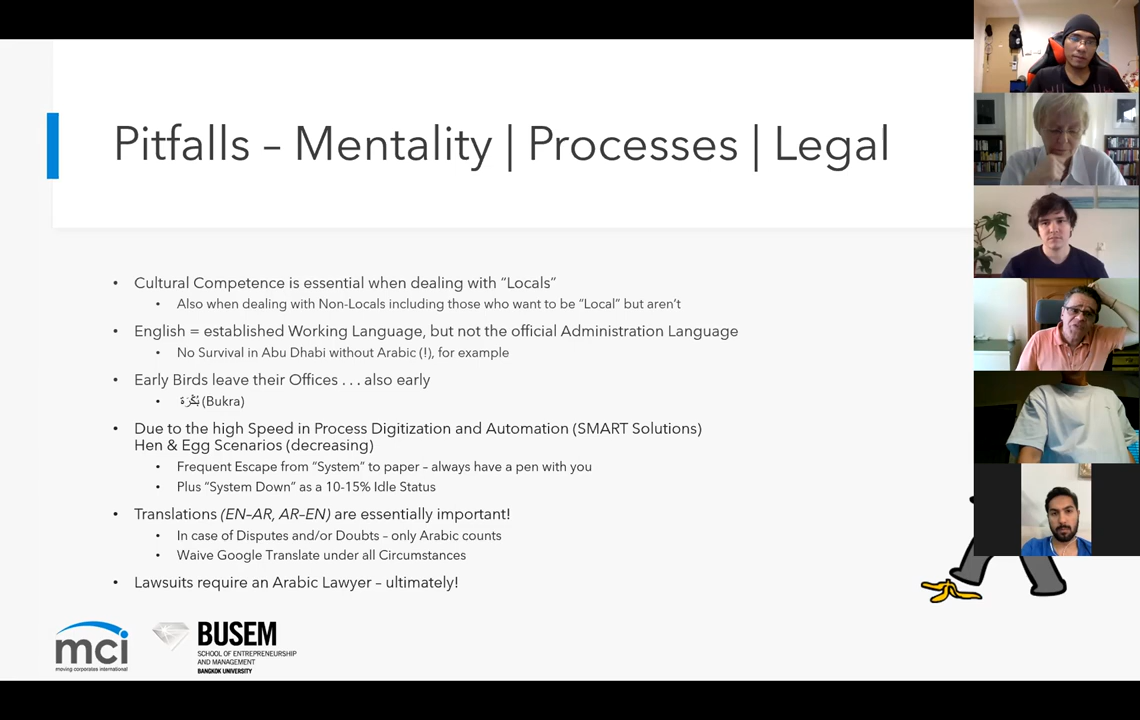 Pitfalls – Mentality | Processes | Legal
• Cultural Competence is essential when dealing with “Locals”
• Also when dealing with Non-Locals including those who want to be “Local” but aren’t
• English = established Working Language, but not the official Administration Language
• No Survival in Abu Dhabi without Arabic (!), for example
• Early Birds leave their Offices . . . also early
• بُكْرَة (Bukra)
• Due to the high Speed in Process Digitization and Automation (SMART Solutions)
Hen & Egg Scenarios (decreasing)
• Frequent Escape from “System” to paper – always have a pen with you
• Plus “System Down” as a 10-15% Idle Status
• Translations (EN–AR, AR–EN) are essentially important!
• In case of Disputes and/or Doubts – only Arabic counts
• Waive Google Translate under all Circumstances
• Lawsuits require an Arabic Lawyer – ultimately!
mci
moving corporates international
BUSEM
SCHOOL OF ENTREPRENEURSHIP
AND MANAGEMENT
BANGKOK UNIVERSITY